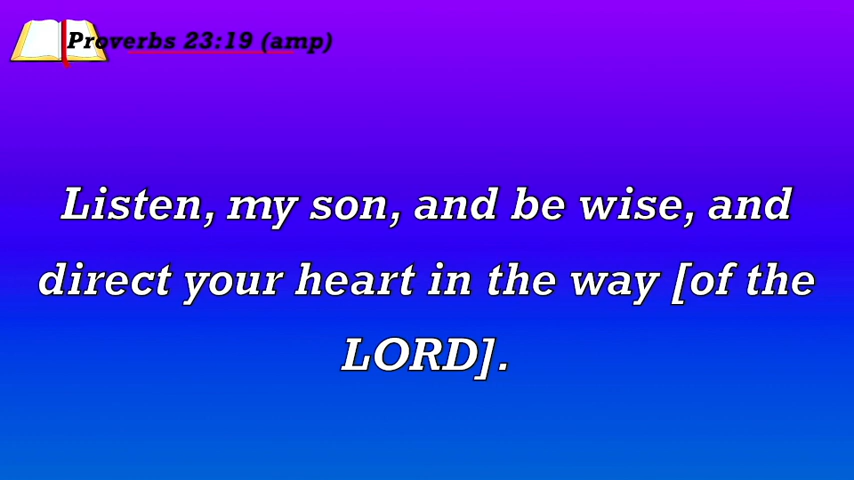 Proverbs 23:19 (amp)
Listen, my son, and be wise, and
direct your heart in the way [of the
LORD].